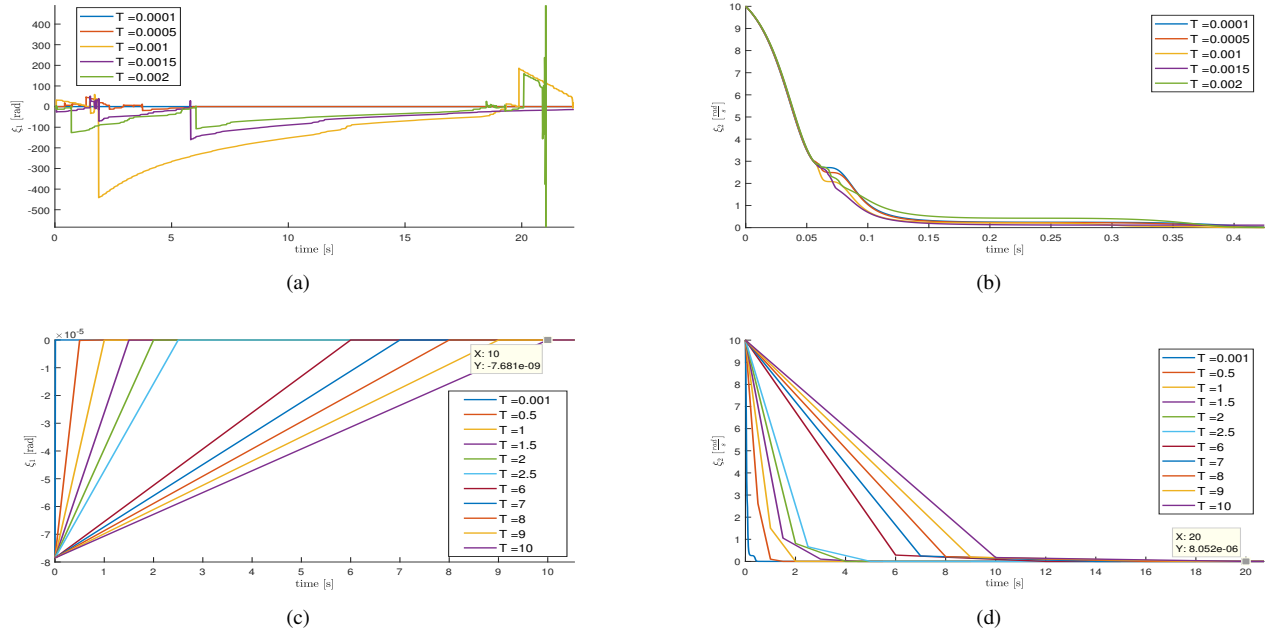 T =0.0001
T =0.0005
T =0.001
T =0.0015
T =0.002
400
300
200
100
0
-100
-200
-300
-400
-500
ξ₁ [rad]
0 5 10 15 20
time [s]
(a)
T =0.0001
T =0.0005
T =0.001
T =0.0015
T =0.002
10
9
8
7
6
5
4
3
2
1
0
ξ₂ [rad/s]
0 0.05 0.1 0.15 0.2 0.25 0.3 0.35 0.4
time [s]
(b)
×10⁻⁵
0
-1
-2
-3
-4
-5
-6
-7
-8
ξ₁ [rad]
X: 10
Y: -7.681e-09
T =0.001
T =0.5
T =1
T =1.5
T =2
T =2.5
T =6
T =7
T =8
T =9
T =10
0 1 2 3 4 5 6 7 8 9 10
time [s]
(c)
10
9
8
7
6
5
4
3
2
1
0
ξ₂ [rad/s]
T =0.001
T =0.5
T =1
T =1.5
T =2
T =2.5
T =6
T =7
T =8
T =9
T =10
X: 20
Y: 8.052e-06
0 2 4 6 8 10 12 14 16 18 20
time [s]
(d)